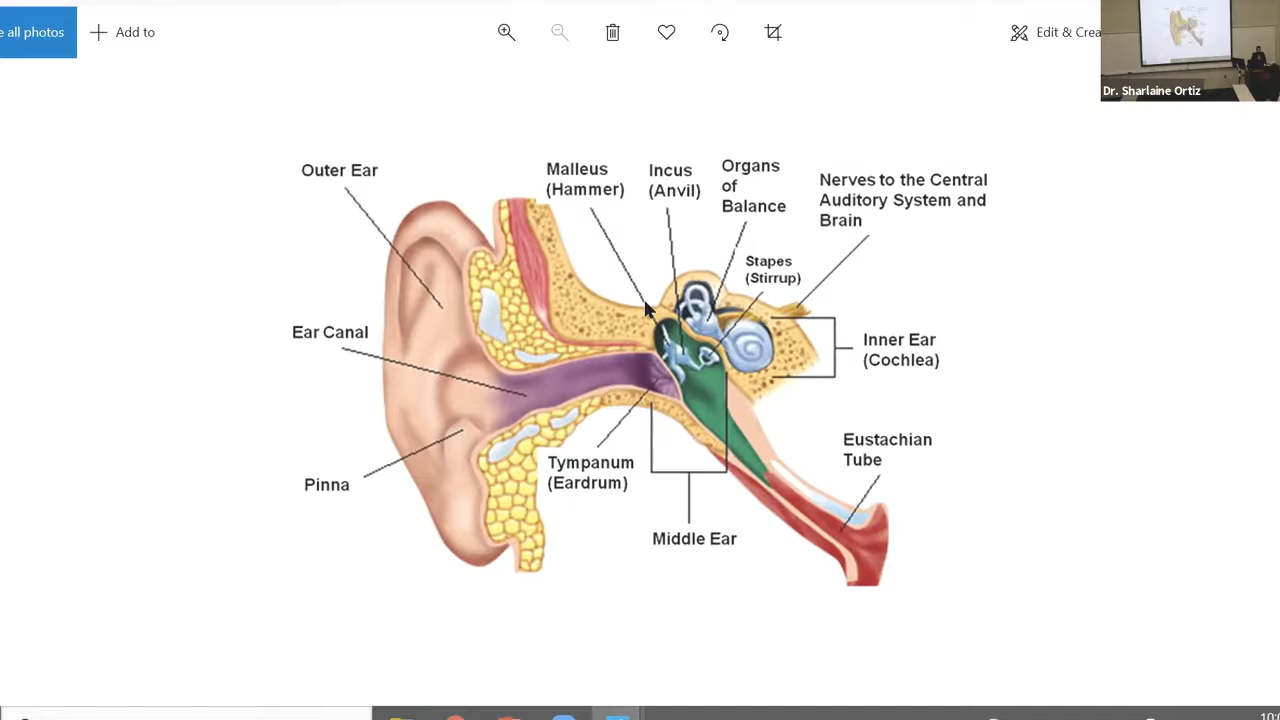 e all photos
Add to
Edit & Crea
Dr. Sharlaine Ortiz
Outer Ear
Malleus
(Hammer)
Incus
(Anvil)
Organs
of
Balance
Nerves to the Central
Auditory System and
Brain
Stapes
(Stirrup)
Ear Canal
Inner Ear
(Cochlea)
Eustachian
Tube
Tympanum
(Eardrum)
Pinna
Middle Ear